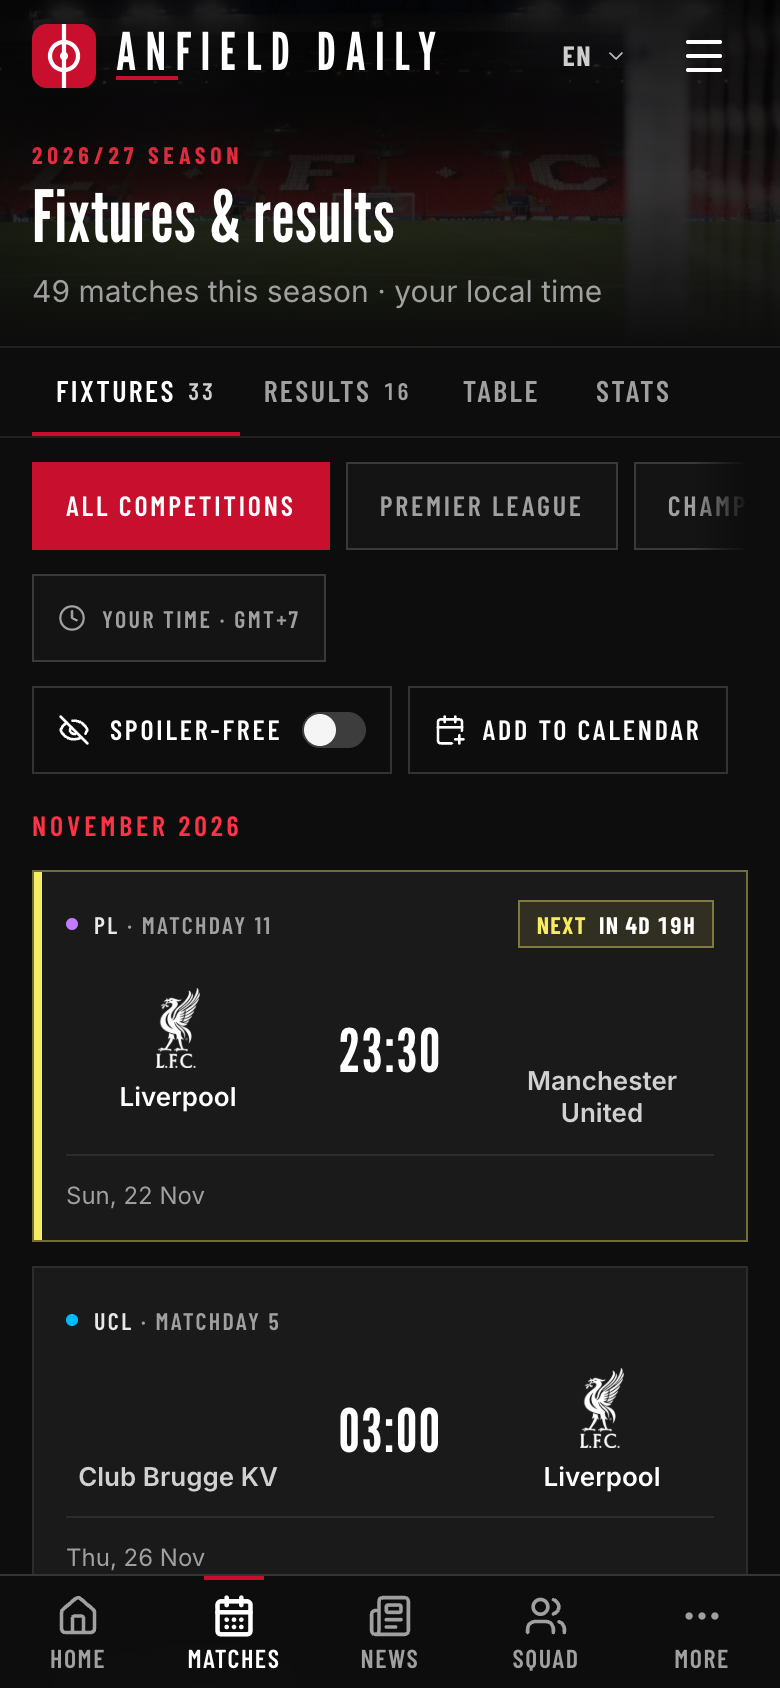 ANFIELD DAILY
EN
2026/27 SEASON
Fixtures & results
49 matches this season · your local time
FIXTURES 33
RESULTS 16
TABLE
STATS
ALL COMPETITIONS
PREMIER LEAGUE
CHAMP
YOUR TIME · GMT+7
SPOILER-FREE
ADD TO CALENDAR
NOVEMBER 2026
PL · MATCHDAY 11
NEXT IN 4D 19H
L.F.C.
Liverpool
23:30
Manchester
United
Sun, 22 Nov
UCL · MATCHDAY 5
Club Brugge KV
03:00
L.F.C.
Liverpool
Thu, 26 Nov
HOME
MATCHES
NEWS
SQUAD
MORE